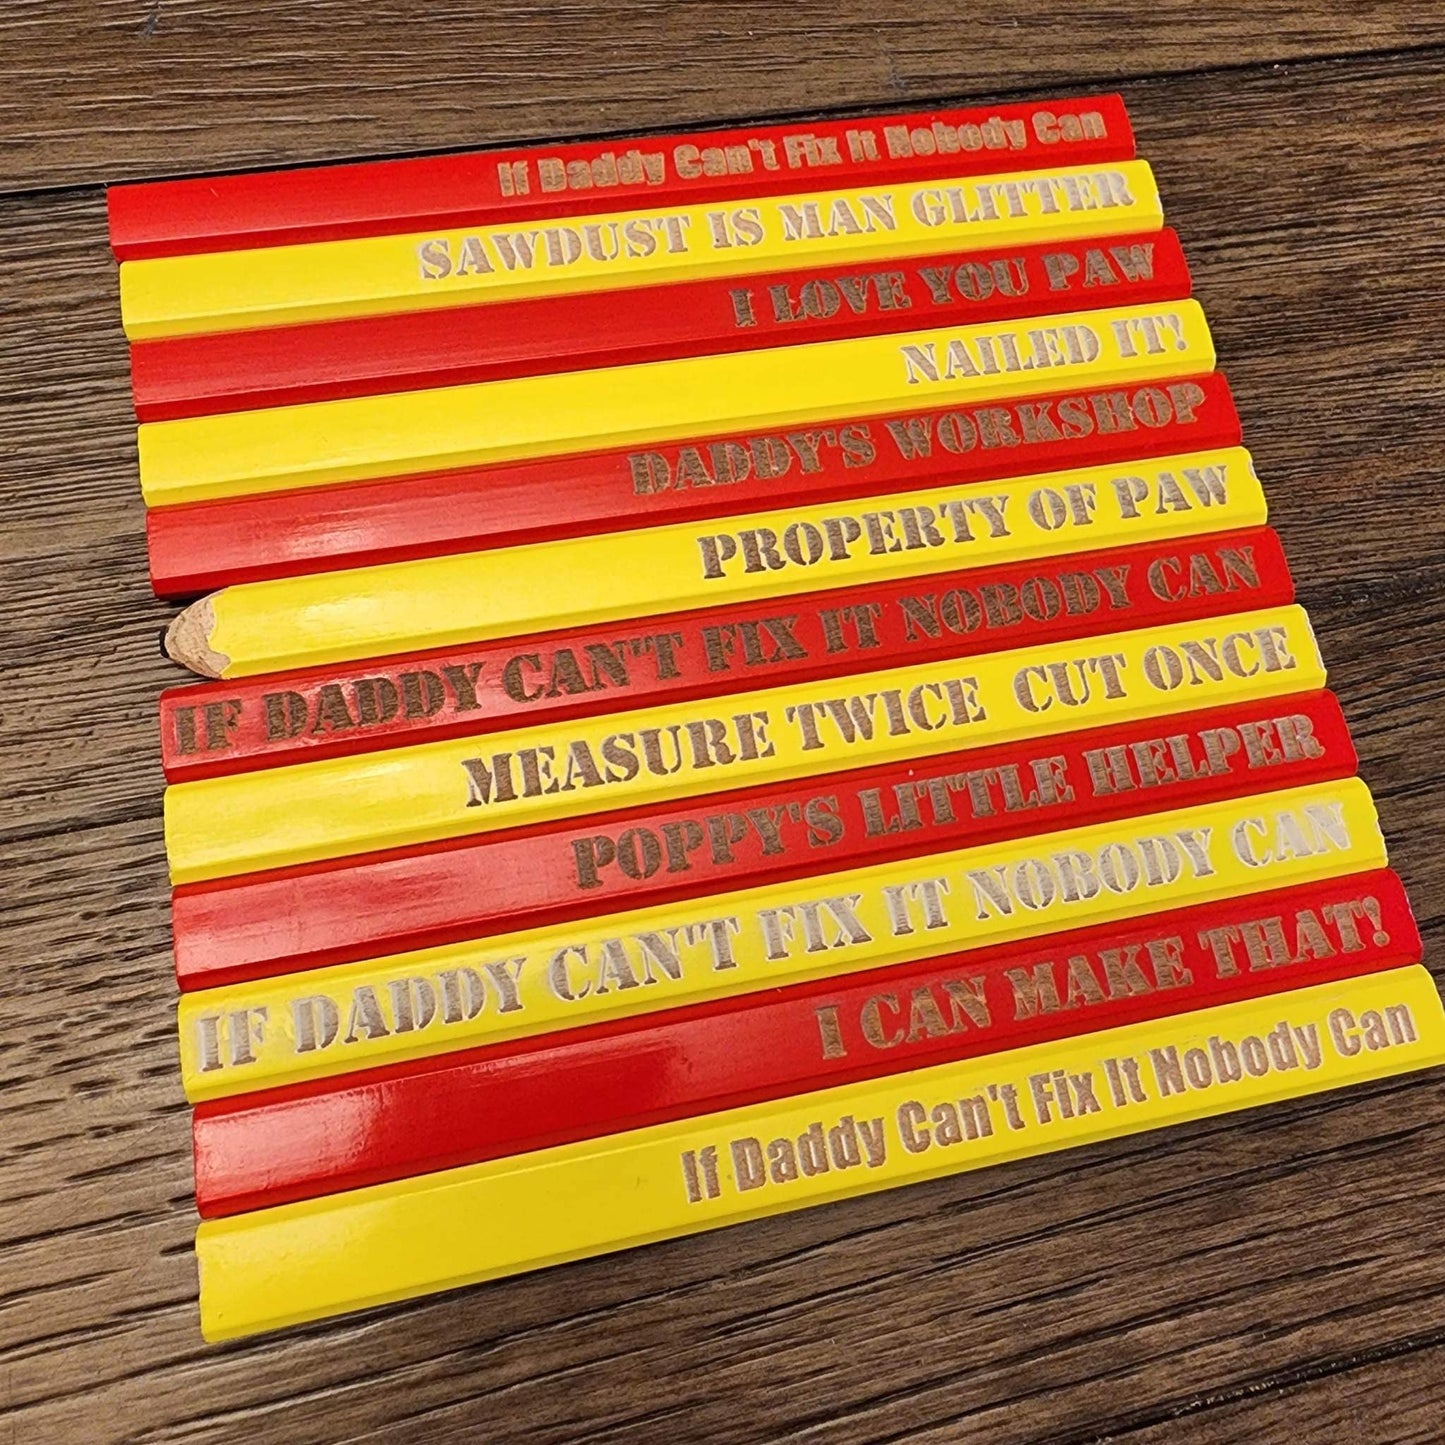 If Daddy Can't Fix It Nobody Can
SAWDUST IS MAN GLITTER
I LOVE YOU PAW
NAILED IT!
DADDY'S WORKSHOP
PROPERTY OF PAW
IF DADDY CAN'T FIX IT NOBODY CAN
MEASURE TWICE CUT ONCE
POPPY'S LITTLE HELPER
IF DADDY CAN'T FIX IT NOBODY CAN
I CAN MAKE THAT!
If Daddy Can't Fix It Nobody Can